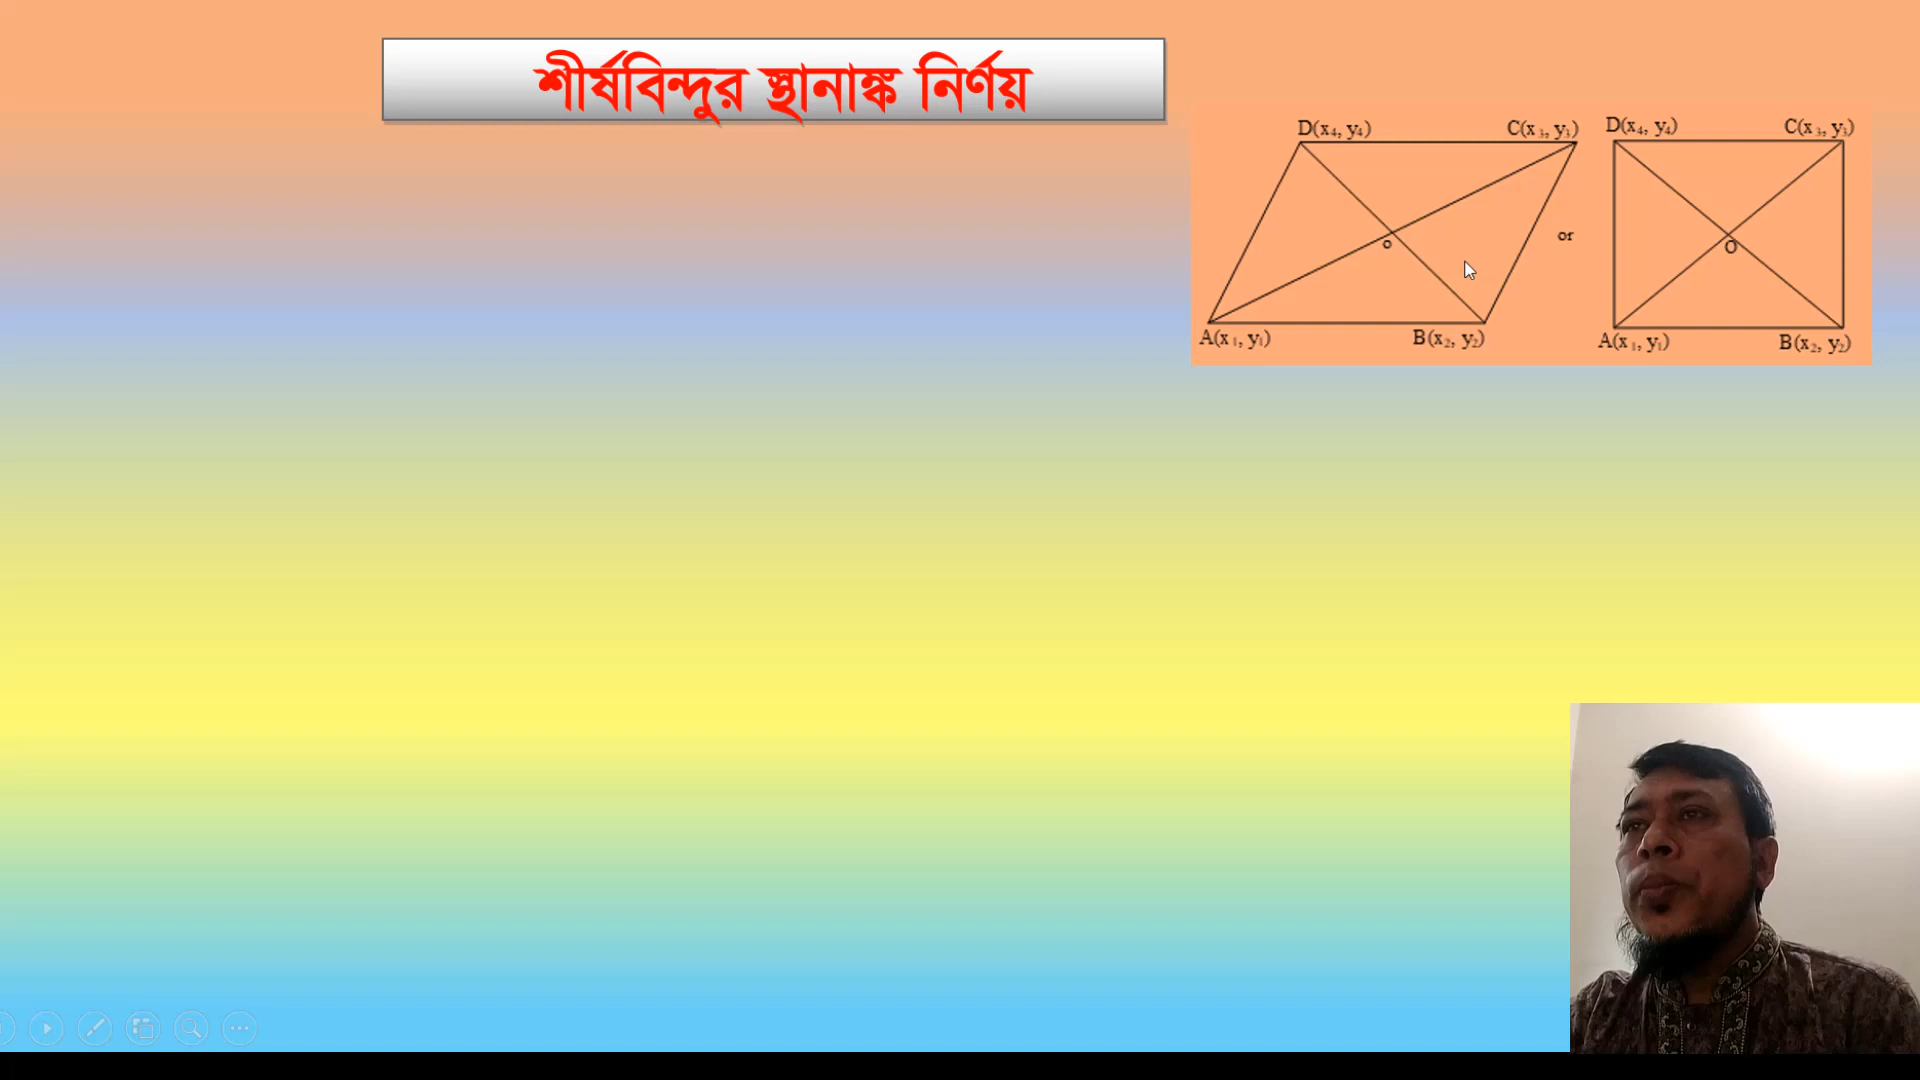 শীর্ষবিন্দুর স্থানাঙ্ক নির্ণয়
D(x₄, y₄) C(x₃, y₃) D(x₄, y₄) C(x₃, y₃)
o or O
A(x₁, y₁) B(x₂, y₂) A(x₁, y₁) B(x₂, y₂)